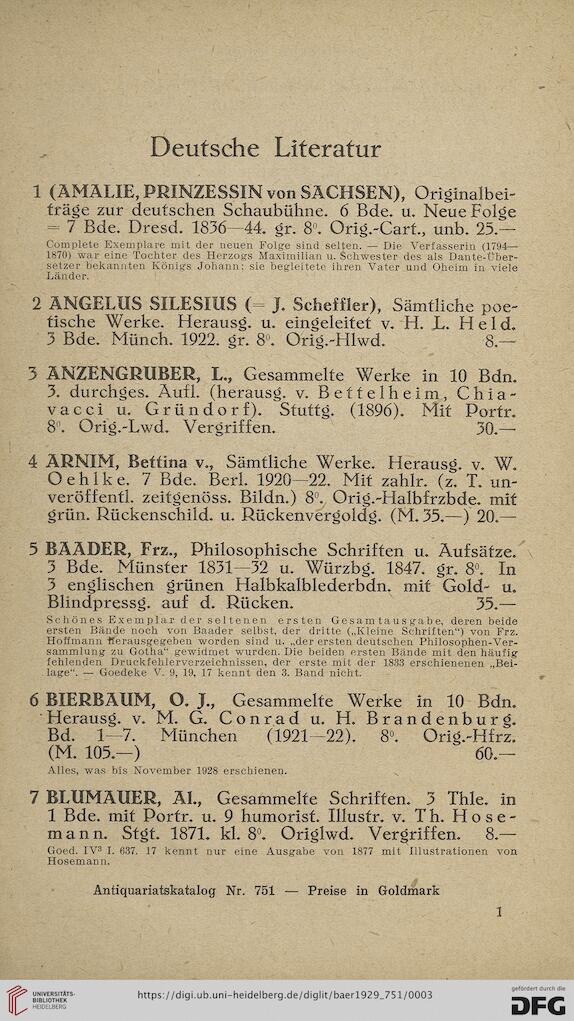 Deutsche Literatur
1 (AMALIE, PRINZESSIN von SACHSEN), Originalbei-
träge zur deutschen Schaubühne. 6 Bde. u. Neue Folge
= 7 Bde. Dresd. 1836—44. gr. 8⁰. Orig.-Cart., unb. 25.—
Complete Exemplare mit der neuen Folge sind selten. — Die Verfasserin (1794—
1870) war eine Tochter des Herzogs Maximilian u. Schwester des als Dante-Über-
setzer bekannten Königs Johann; sie begleitete ihren Vater und Oheim in viele
Länder.
2 ANGELUS SILESIUS (= J. Scheffler), Sämtliche poe-
tische Werke. Herausg. u. eingeleitet v. H. L. Held.
3 Bde. Münch. 1922. gr. 8⁰. Orig.-Hlwd. 8.—
3 ANZENGRUBER, L., Gesammelte Werke in 10 Bdn.
3. durchges. Aufl. (herausg. v. Bettelheim, Chia-
vacci u. Gründorf). Stuttg. (1896). Mit Portr.
8⁰. Orig.-Lwd. Vergriffen. 30.—
4 ARNIM, Bettina v., Sämtliche Werke. Herausg. v. W.
Oehlke. 7 Bde. Berl. 1920—22. Mit zahlr. (z. T. un-
veröffentl. zeitgenöss. Bildn.) 8⁰. Orig.-Halbfrzbde. mit
grün. Rückenschild. u. Rückenvergoldg. (M. 35.—) 20.—
5 BAADER, Frz., Philosophische Schriften u. Aufsätze.
3 Bde. Münster 1831—32 u. Würzbg. 1847. gr. 8⁰. In
3 englischen grünen Halbkalblederbdn. mit Gold- u.
Blindpressg. auf d. Rücken. 35.—
Schönes Exemplar der seltenen ersten Gesamtausgabe, deren beide
ersten Bände noch von Baader selbst, der dritte („Kleine Schriften“) von Frz.
Hoffmann herausgegeben worden sind u. „der ersten deutschen Philosophen-Ver-
sammlung zu Gotha“ gewidmet wurden. Die beiden ersten Bände mit den häufig
fehlenden Druckfehlerverzeichnissen, der erste mit der 1833 erschienenen „Bei-
lage“. — Goedeke V. 9, 19, 17 kennt den 3. Band nicht.
6 BIERBAUM, O. J., Gesammelte Werke in 10 Bdn.
Herausg. v. M. G. Conrad u. H. Brandenburg.
Bd. 1—7. München (1921—22). 8⁰. Orig.-Hfrz.
(M. 105.—) 60.—
Alles, was bis November 1928 erschienen.
7 BLUMAUER, Al., Gesammelte Schriften. 3 Thle. in
1 Bde. mit Portr. u. 9 humorist. Illustr. v. Th. Hose-
mann. Stgt. 1871. kl. 8⁰. Origlwd. Vergriffen. 8.—
Goed. IV³ I. 637. 17 kennt nur eine Ausgabe von 1877 mit Illustrationen von
Hosemann.
Antiquariatskatalog Nr. 751 — Preise in Goldmark
1
UNIVERSITÄTS-
BIBLIOTHEK
HEIDELBERG
https://digi.ub.uni-heidelberg.de/diglit/baer1929_751/0003
gefördert durch die
DFG